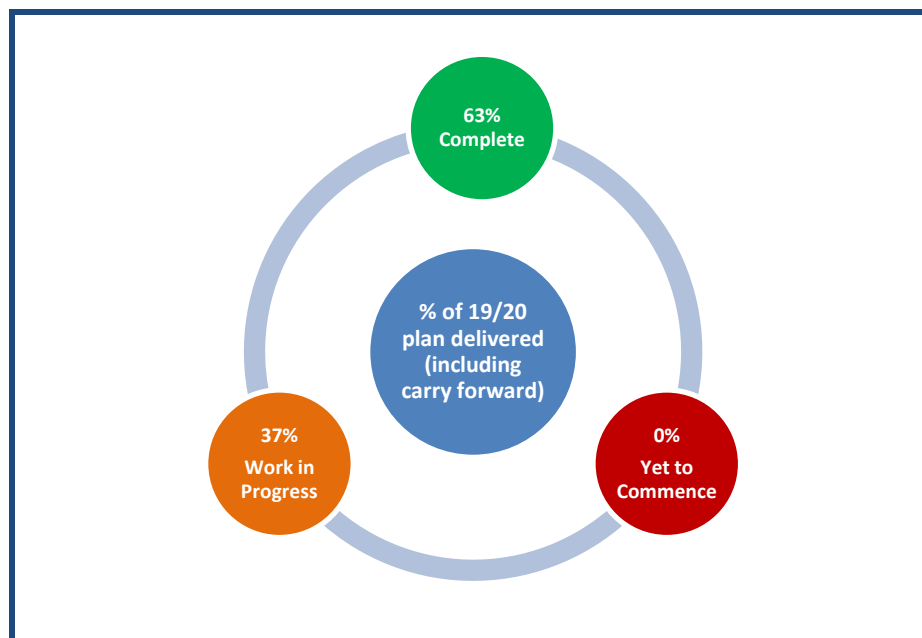 63%
Complete
% of 19/20
plan delivered
(including
carry forward)
37%
Work in
Progress
0%
Yet to
Commence